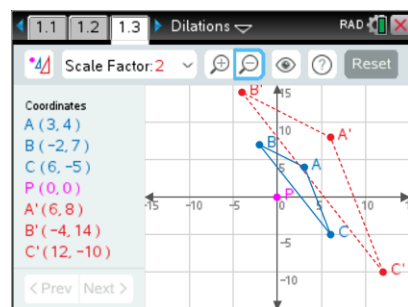 1.1 1.2 1.3 Dilations RAD
Scale Factor:2 ? Reset
Coordinates
A (3, 4)
B (-2, 7)
C (6, -5)
P (0, 0)
A'(6, 8)
B'(-4, 14)
C'(12, -10)
< Prev Next >
B' 15
10
A'
B
5
A
P
-15 -10 -5 0 5 10 15
C
-5
C'
-10